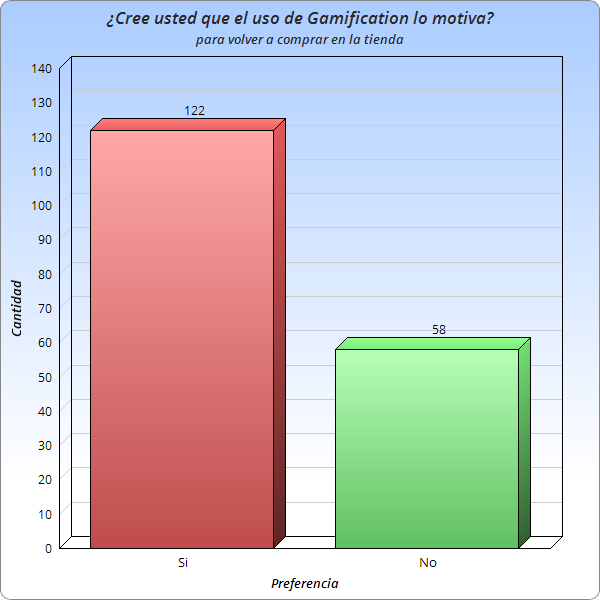 ¿Cree usted que el uso de Gamification lo motiva?
para volver a comprar en la tienda
140
130
120
110
100
90
80
70
60
50
40
30
20
10
0
Cantidad
122
58
Si
No
Preferencia